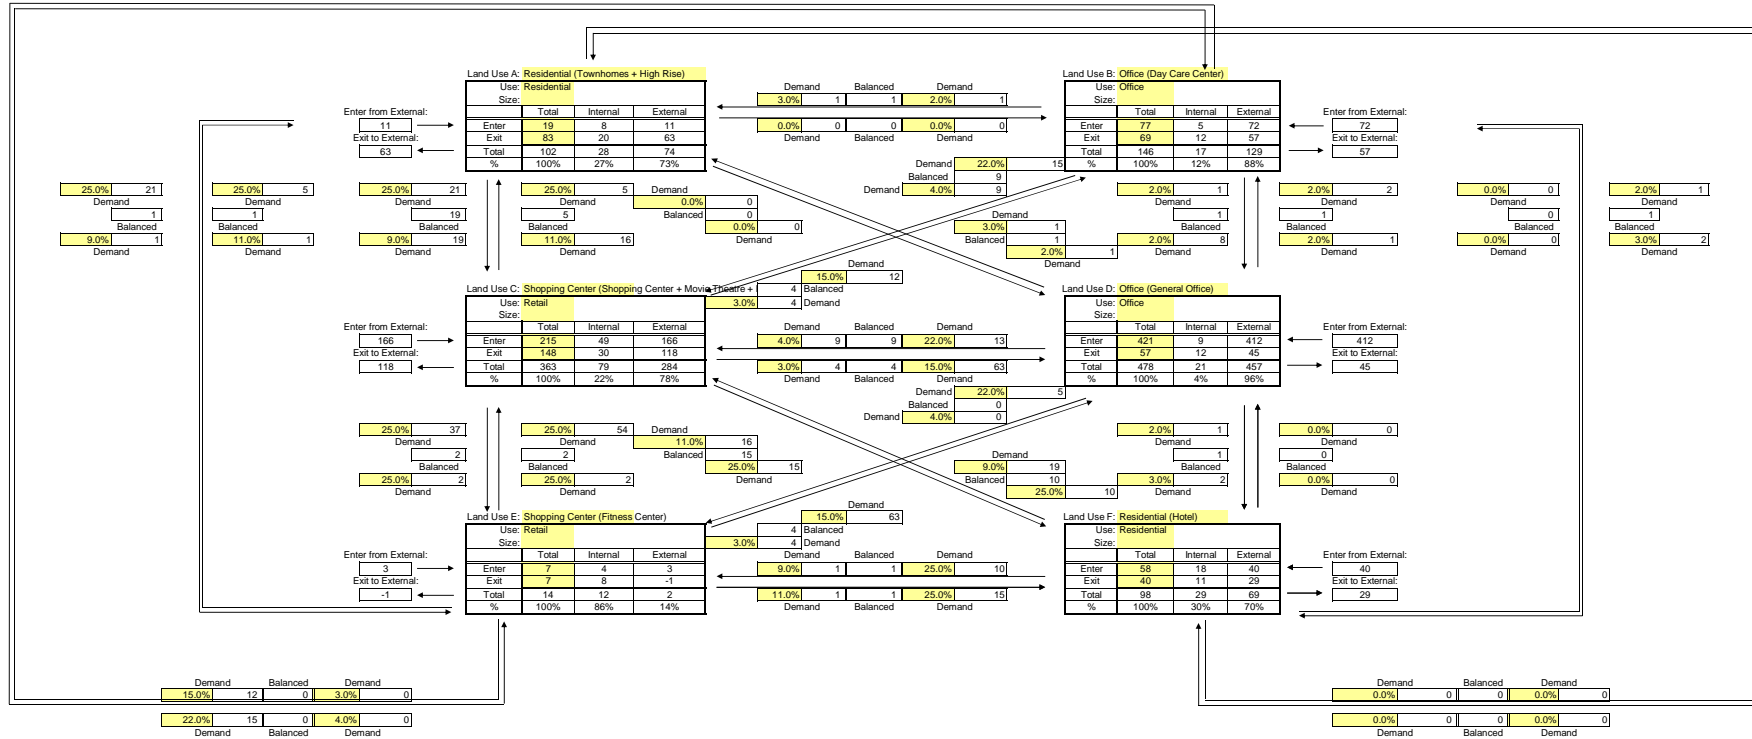 Land Use A: Residential (Townhomes + High Rise)
Use: Residential
Size:
Total Internal External
Enter 19 8 11
Exit 83 20 63
Total 102 28 74
% 100% 27% 73%
Enter from External:
11
Exit to External:
63
Demand Balanced Demand
3.0% 1 1 2.0% 1
0.0% 0 0 0.0% 0
Demand Balanced Demand
Land Use B: Office (Day Care Center)
Use: Office
Size:
Total Internal External
Enter 77 5 72
Exit 69 12 57
Total 146 17 129
% 100% 12% 88%
Enter from External:
72
Exit to External:
57
Demand 22.0% 15
Balanced 9
Demand 4.0% 9
25.0% 21
Demand
1
Balanced
9.0% 1
Demand
25.0% 5
Demand
1
Balanced
11.0% 1
Demand
25.0% 21
Demand
19
Balanced
9.0% 19
Demand
25.0% 5
Demand
5
Balanced
11.0% 16
Demand
Demand
0.0% 0
Balanced 0
0.0% 0
Demand
Demand
3.0% 1
Balanced 1
2.0% 1
Demand
2.0% 1
Demand
1
Balanced
2.0% 8
Demand
2.0% 2
Demand
1
Balanced
2.0% 1
Demand
0.0% 0
Demand
0
Balanced
0.0% 0
Demand
2.0% 1
Demand
1
Balanced
3.0% 2
Demand
Demand
15.0% 12
4 Balanced
3.0% 4 Demand
Land Use C: Shopping Center (Shopping Center + Movie Theatre +
Use: Retail
Size:
Total Internal External
Enter 215 49 166
Exit 148 30 118
Total 363 79 284
% 100% 22% 78%
Enter from External:
166
Exit to External:
118
Demand Balanced Demand
4.0% 9 9 22.0% 13
3.0% 4 4 15.0% 63
Demand Balanced Demand
Land Use D: Office (General Office)
Use: Office
Size:
Total Internal External
Enter 421 9 412
Exit 57 12 45
Total 478 21 457
% 100% 4% 96%
Enter from External:
412
Exit to External:
45
Demand 22.0% 5
Balanced 0
Demand 4.0% 0
25.0% 37
Demand
2
Balanced
25.0% 2
Demand
25.0% 54
Demand
2
Balanced
25.0% 2
Demand
Demand
11.0% 16
Balanced 15
25.0% 15
Demand
Demand
9.0% 19
Balanced 10
25.0% 10
2.0% 1
Demand
1
Balanced
3.0% 2
Demand
0.0% 0
Demand
0
Balanced
0.0% 0
Demand
Demand
15.0% 63
4 Balanced
3.0% 4 Demand
Land Use E: Shopping Center (Fitness Center)
Use: Retail
Size:
Total Internal External
Enter 7 4 3
Exit 7 8 -1
Total 14 12 2
% 100% 86% 14%
Enter from External:
3
Exit to External:
-1
Demand Balanced Demand
9.0% 1 1 25.0% 10
11.0% 1 1 25.0% 15
Demand Balanced Demand
Land Use F: Residential (Hotel)
Use: Residential
Size:
Total Internal External
Enter 58 18 40
Exit 40 11 29
Total 98 29 69
% 100% 30% 70%
Enter from External:
40
Exit to External:
29
Demand Balanced Demand
15.0% 12 0 3.0% 0
22.0% 15 0 4.0% 0
Demand Balanced Demand
Demand Balanced Demand
0.0% 0 0 0.0% 0
0.0% 0 0 0.0% 0
Demand Balanced Demand